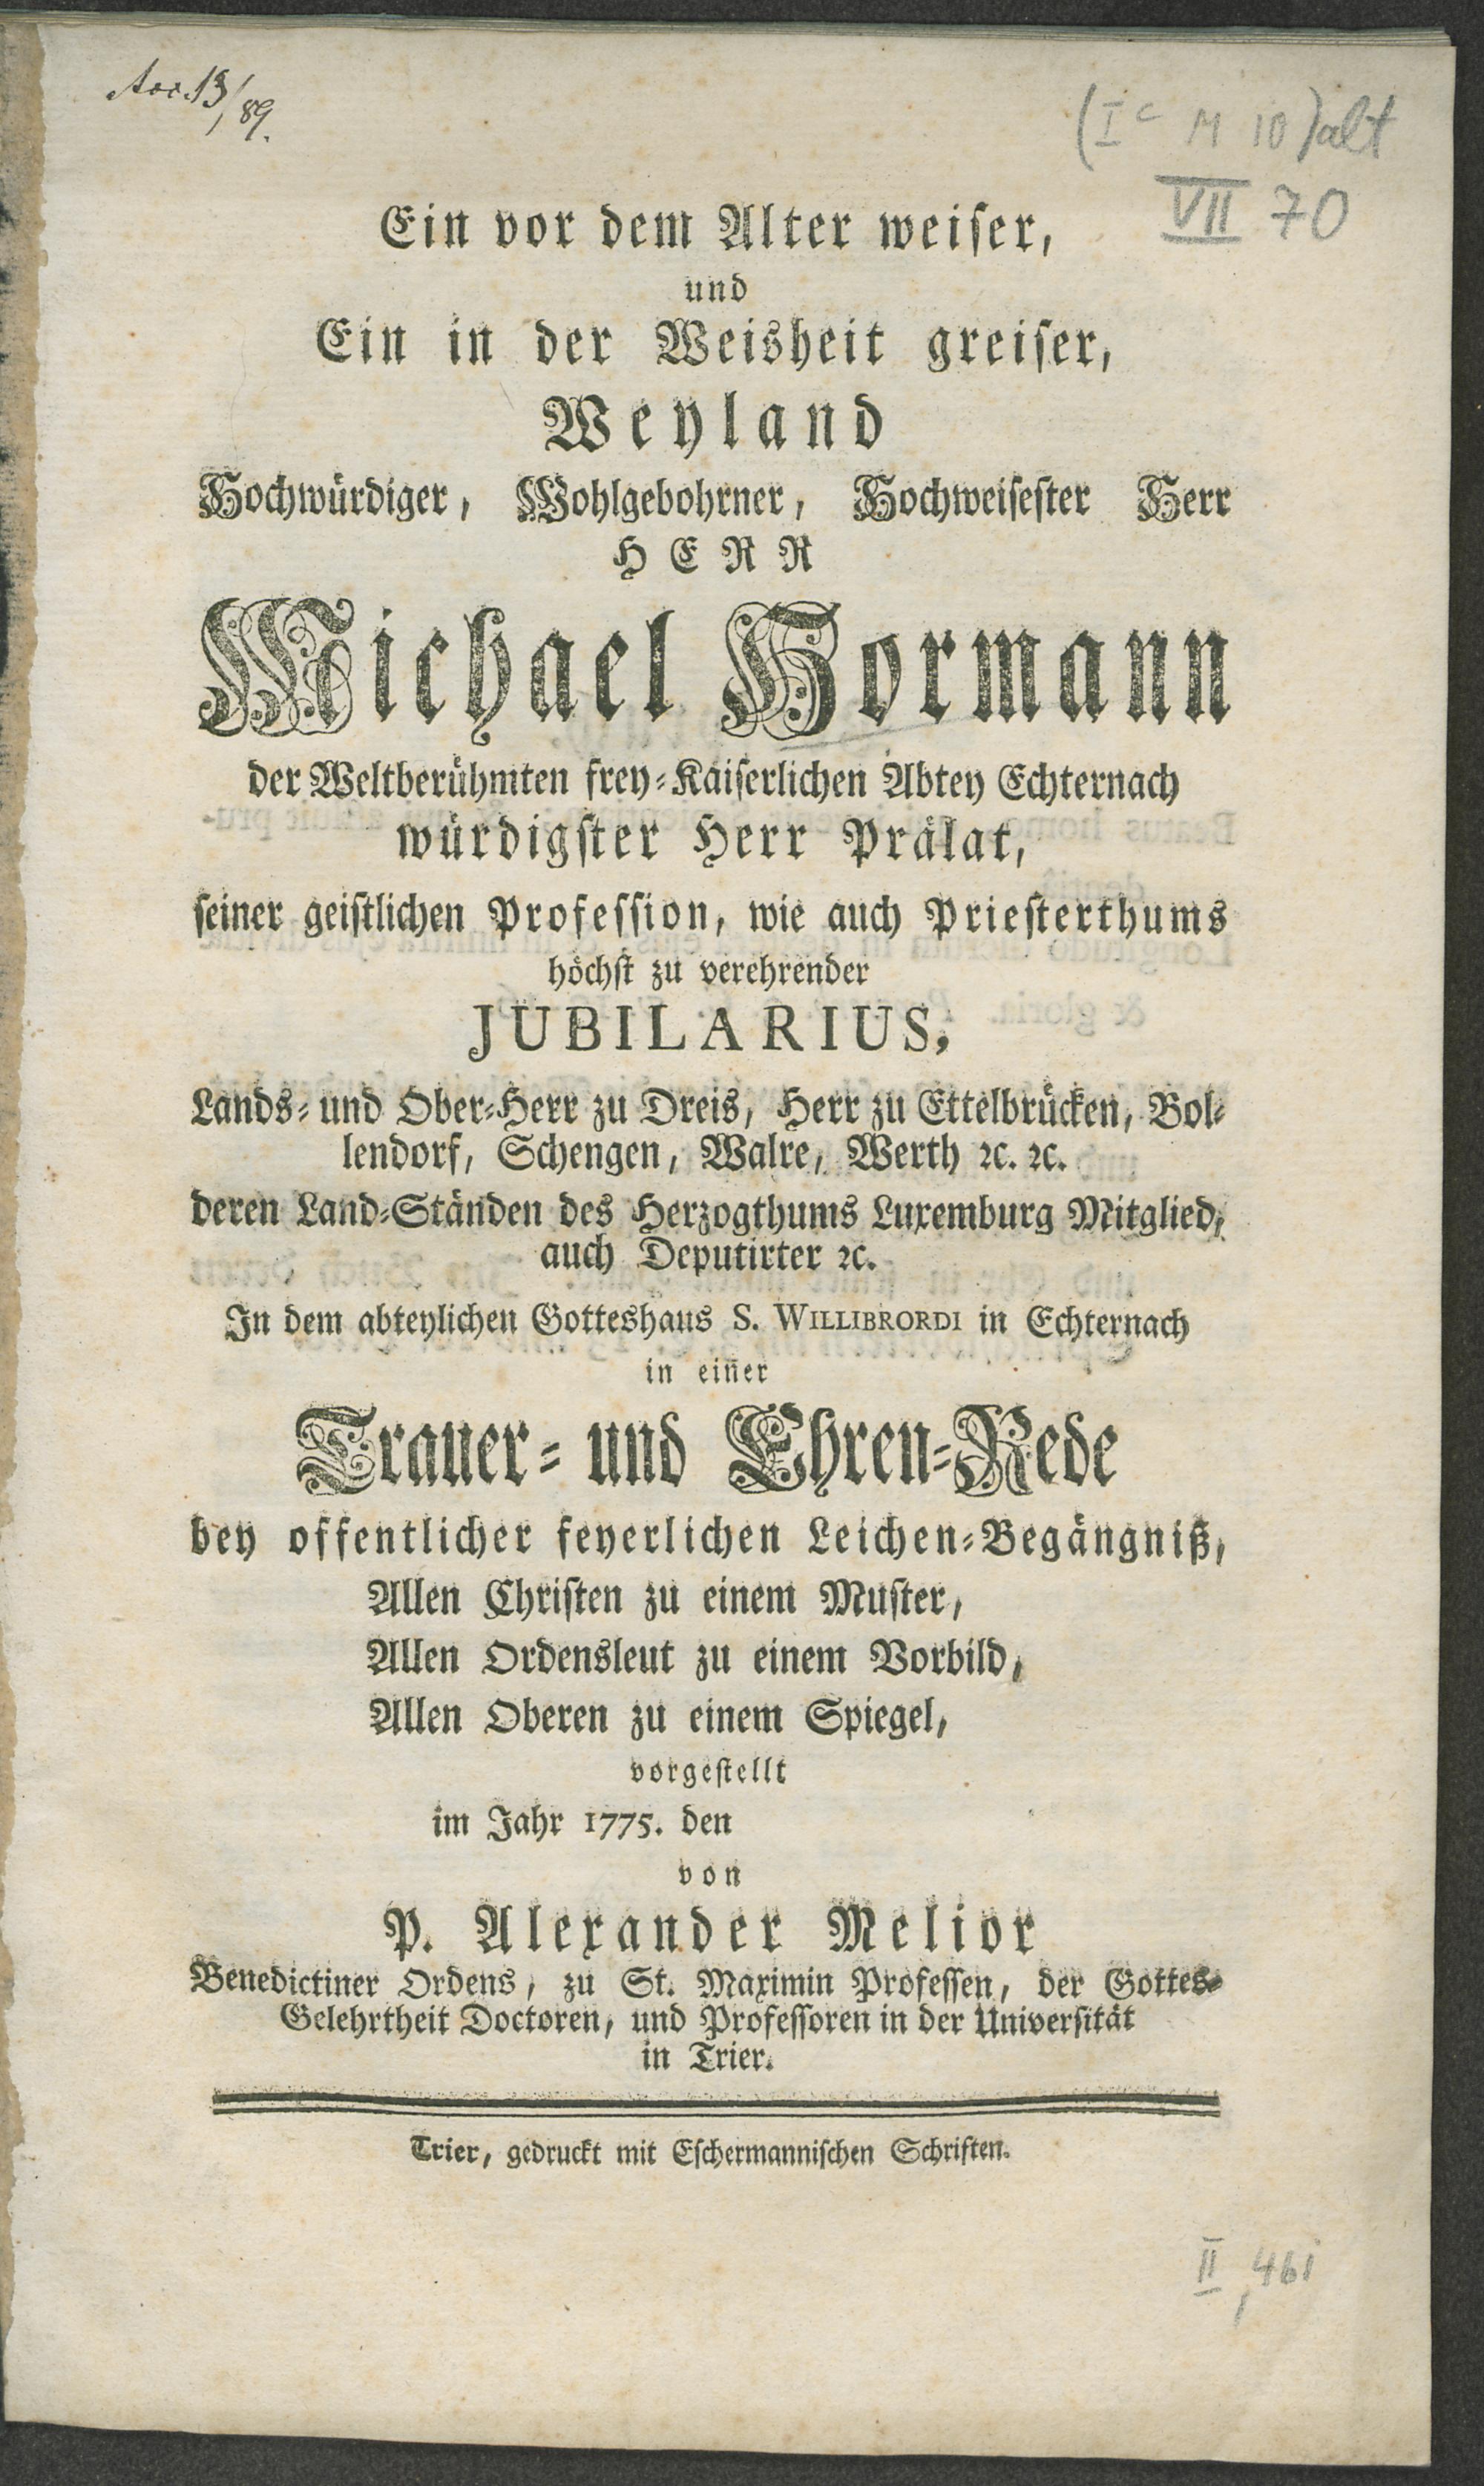 Acc. 13/89.
(I c M 10) alt
VII 70
Ein vor dem Alter weiser,
und
Ein in der Weisheit greiser,
Weyland
Hochwürdiger, Wohlgebohrner, Hochweisester Herr
HERR
Michael Hormann
der Weltberühmten frey=Kaiserlichen Abtey Echternach
würdigster Herr Prälat,
seiner geistlichen Profession, wie auch Priesterthums
höchst zu verehrender
JUBILARIUS,
Lands= und Ober=Herr zu Dreis, Herr zu Ettelbrücken, Bol=
lendorf, Schengen, Walre, Werth ꝛc. ꝛc.
deren Land=Ständen des Herzogthums Luxemburg Mitglied,
auch Deputirter ꝛc.
In dem abteylichen Gotteshaus S. WILLIBRORDI in Echternach
in einer
Trauer= und Ehren=Rede
bey offentlicher feyerlichen Leichen=Begängniß,
Allen Christen zu einem Muster,
Allen Ordensleut zu einem Vorbild,
Allen Oberen zu einem Spiegel,
vorgestellt
im Jahr 1775. den
von
P. Alexander Melior
Benedictiner Ordens, zu St. Maximin Professen, der Gottes=
Gelehrtheit Doctoren, und Professoren in der Universität
in Trier.
Trier, gedruckt mit Eschermannischen Schriften.
II, 461